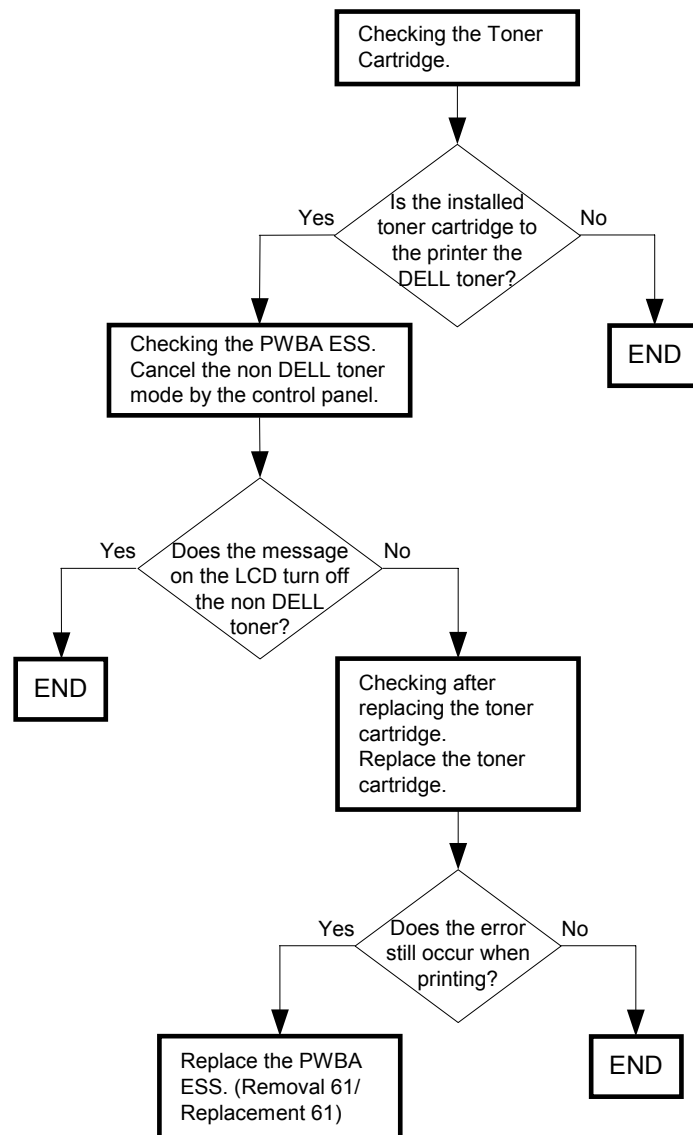 Checking the Toner
Cartridge.
Is the installed
toner cartridge to
the printer the
DELL toner?
Yes
No
Checking the PWBA ESS.
Cancel the non DELL toner
mode by the control panel.
END
Does the message
on the LCD turn off
the non DELL
toner?
Yes
No
END
Checking after
replacing the toner
cartridge.
Replace the toner
cartridge.
Does the error
still occur when
printing?
Yes
No
Replace the PWBA
ESS. (Removal 61/
Replacement 61)
END